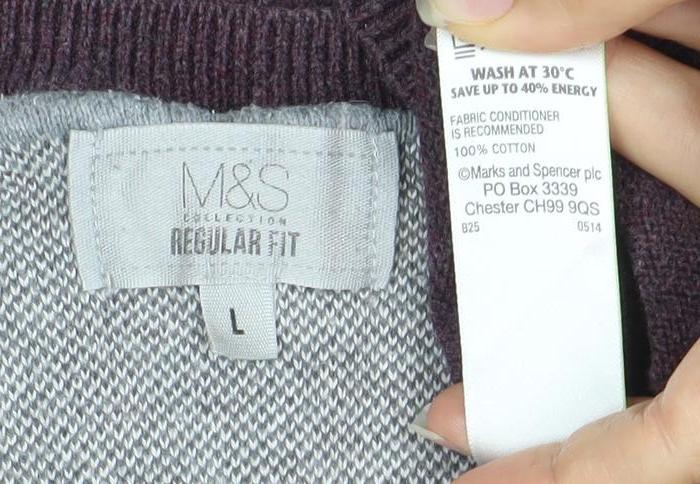 M&S
COLLECTION
REGULAR FIT
L
WASH AT 30°C
SAVE UP TO 40% ENERGY
FABRIC CONDITIONER
IS RECOMMENDED
100% COTTON
©Marks and Spencer plc
PO Box 3339
Chester CH99 9QS
B25 0514